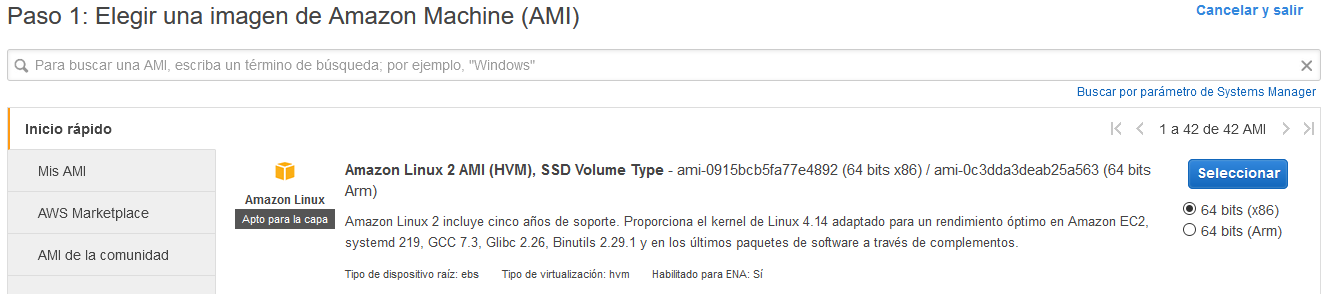 Paso 1: Elegir una imagen de Amazon Machine (AMI)
Cancelar y salir
Para buscar una AMI, escriba un término de búsqueda; por ejemplo, "Windows"
Buscar por parámetro de Systems Manager
Inicio rápido
1 a 42 de 42 AMI
Mis AMI
AWS Marketplace
AMI de la comunidad
Amazon Linux
Apto para la capa
Amazon Linux 2 AMI (HVM), SSD Volume Type - ami-0915bcb5fa77e4892 (64 bits x86) / ami-0c3dda3deab25a563 (64 bits
Arm)
Amazon Linux 2 incluye cinco años de soporte. Proporciona el kernel de Linux 4.14 adaptado para un rendimiento óptimo en Amazon EC2,
systemd 219, GCC 7.3, Glibc 2.26, Binutils 2.29.1 y en los últimos paquetes de software a través de complementos.
Tipo de dispositivo raíz: ebs Tipo de virtualización: hvm Habilitado para ENA: Sí
Seleccionar
64 bits (x86)
64 bits (Arm)